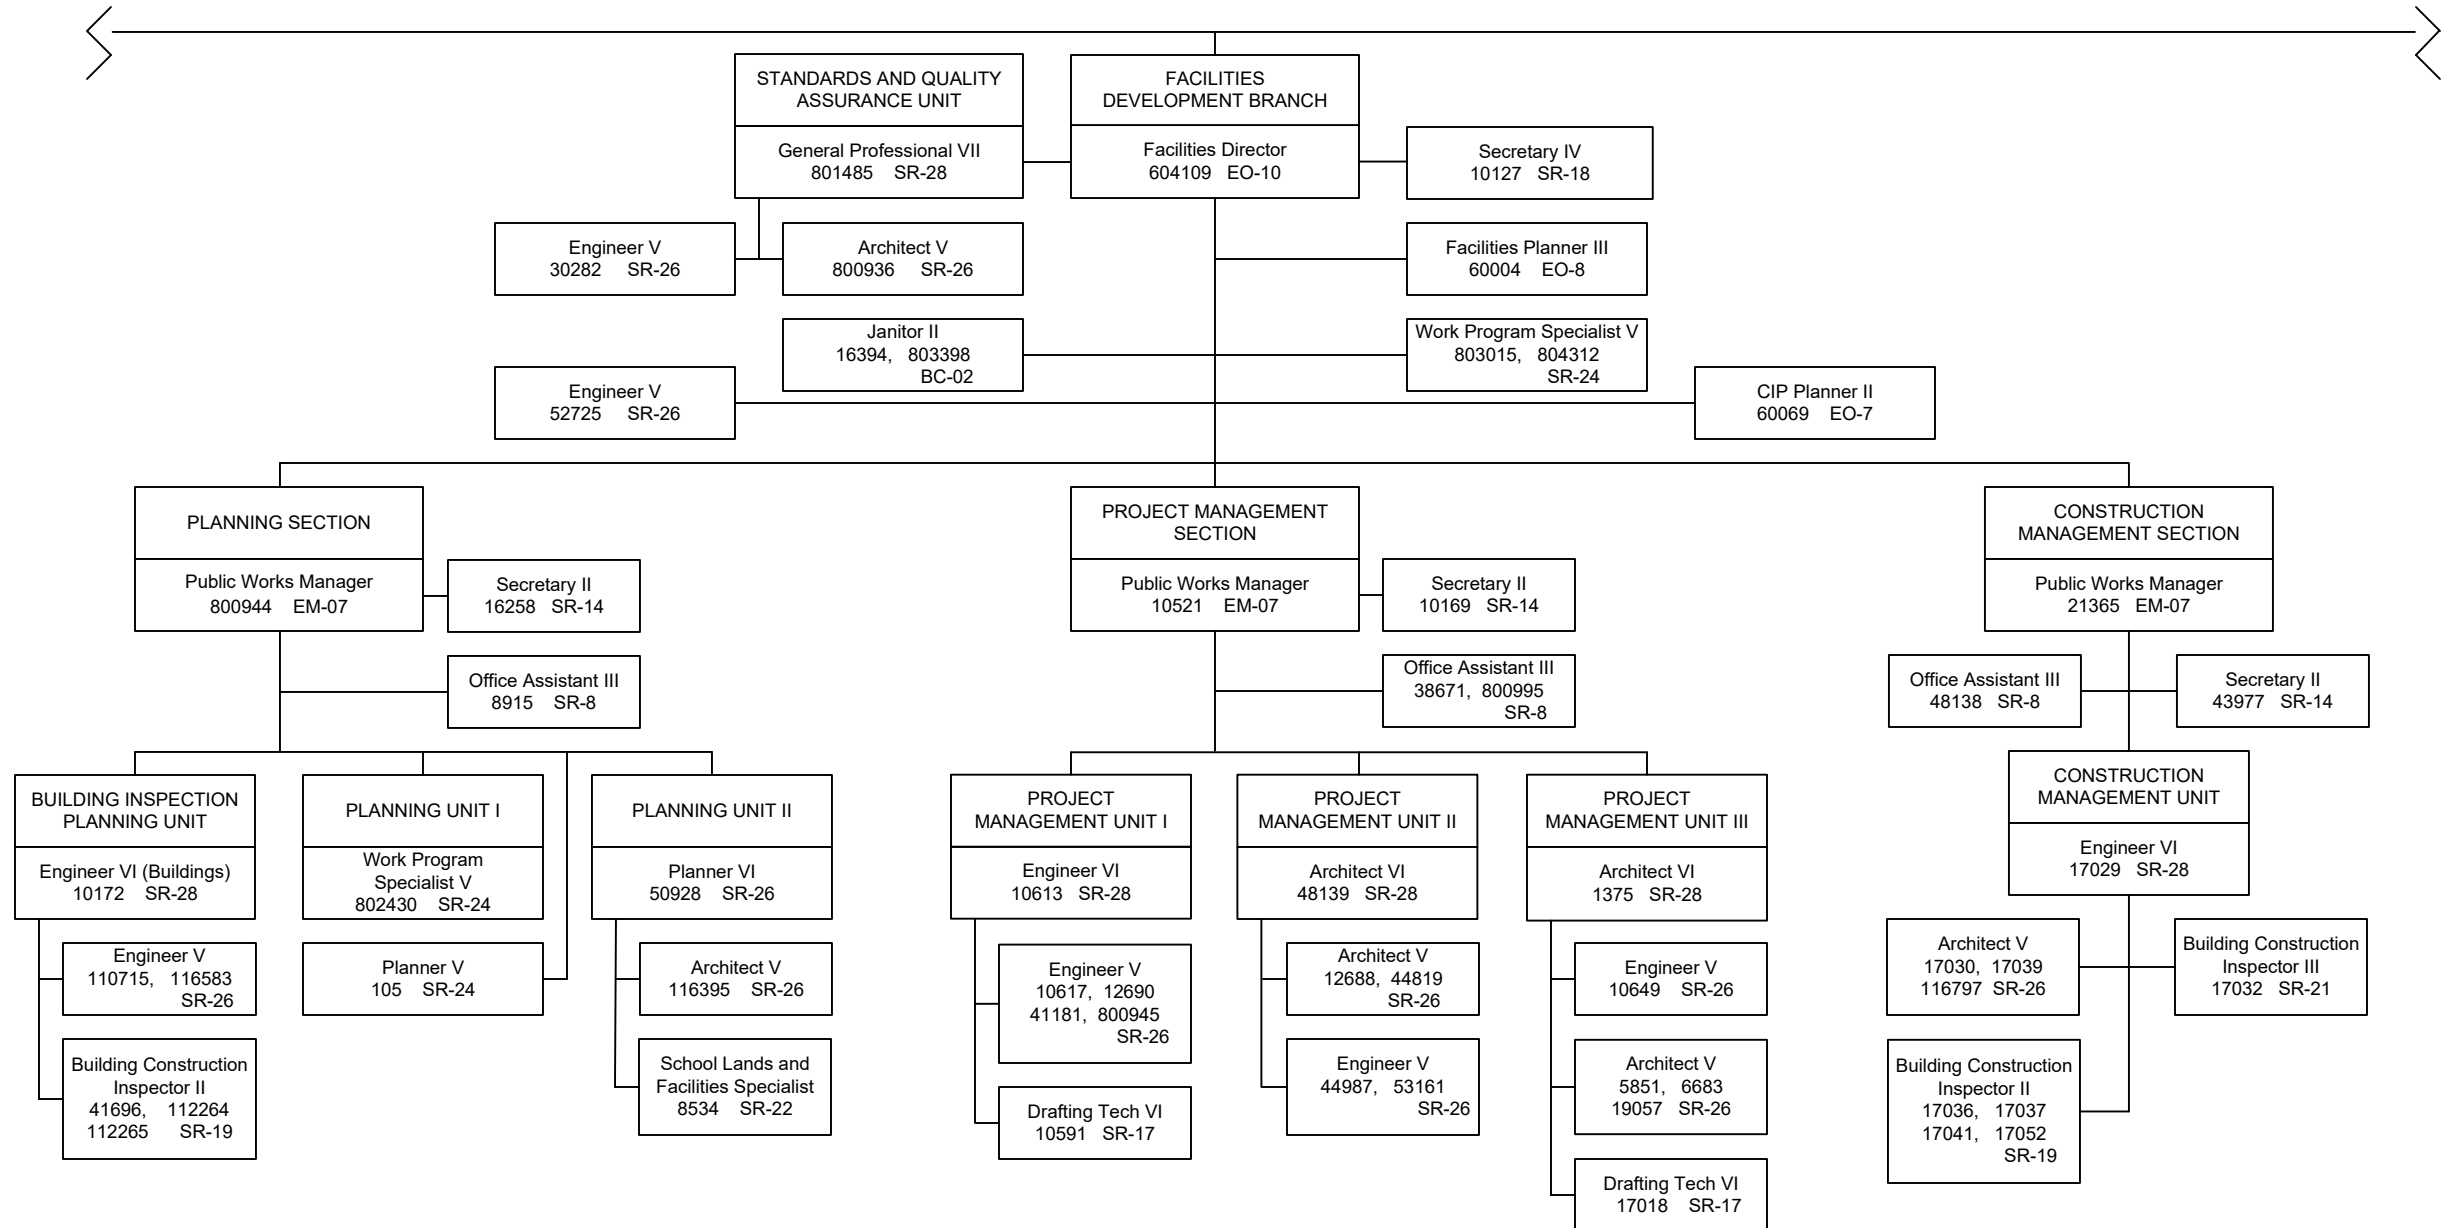 STANDARDS AND QUALITY
ASSURANCE UNIT
General Professional VII
801485 SR-28
FACILITIES
DEVELOPMENT BRANCH
Facilities Director
604109 EO-10
Secretary IV
10127 SR-18
Engineer V
30282 SR-26
Architect V
800936 SR-26
Facilities Planner III
60004 EO-8
Janitor II
16394, 803398
BC-02
Work Program Specialist V
803015, 804312
SR-24
Engineer V
52725 SR-26
CIP Planner II
60069 EO-7
PLANNING SECTION
Public Works Manager
800944 EM-07
Secretary II
16258 SR-14
Office Assistant III
8915 SR-8
PROJECT MANAGEMENT
SECTION
Public Works Manager
10521 EM-07
Secretary II
10169 SR-14
Office Assistant III
38671, 800995
SR-8
CONSTRUCTION
MANAGEMENT SECTION
Public Works Manager
21365 EM-07
Office Assistant III
48138 SR-8
Secretary II
43977 SR-14
BUILDING INSPECTION
PLANNING UNIT
Engineer VI (Buildings)
10172 SR-28
Engineer V
110715, 116583
SR-26
Building Construction
Inspector II
41696, 112264
112265 SR-19
PLANNING UNIT I
Work Program
Specialist V
802430 SR-24
Planner V
105 SR-24
PLANNING UNIT II
Planner VI
50928 SR-26
Architect V
116395 SR-26
School Lands and
Facilities Specialist
8534 SR-22
PROJECT
MANAGEMENT UNIT I
Engineer VI
10613 SR-28
Engineer V
10617, 12690
41181, 800945
SR-26
Drafting Tech VI
10591 SR-17
PROJECT
MANAGEMENT UNIT II
Architect VI
48139 SR-28
Architect V
12688, 44819
SR-26
Engineer V
44987, 53161
SR-26
PROJECT
MANAGEMENT UNIT III
Architect VI
1375 SR-28
Engineer V
10649 SR-26
Architect V
5851, 6683
19057 SR-26
Drafting Tech VI
17018 SR-17
CONSTRUCTION
MANAGEMENT UNIT
Engineer VI
17029 SR-28
Architect V
17030, 17039
116797 SR-26
Building Construction
Inspector III
17032 SR-21
Building Construction
Inspector II
17036, 17037
17041, 17052
SR-19